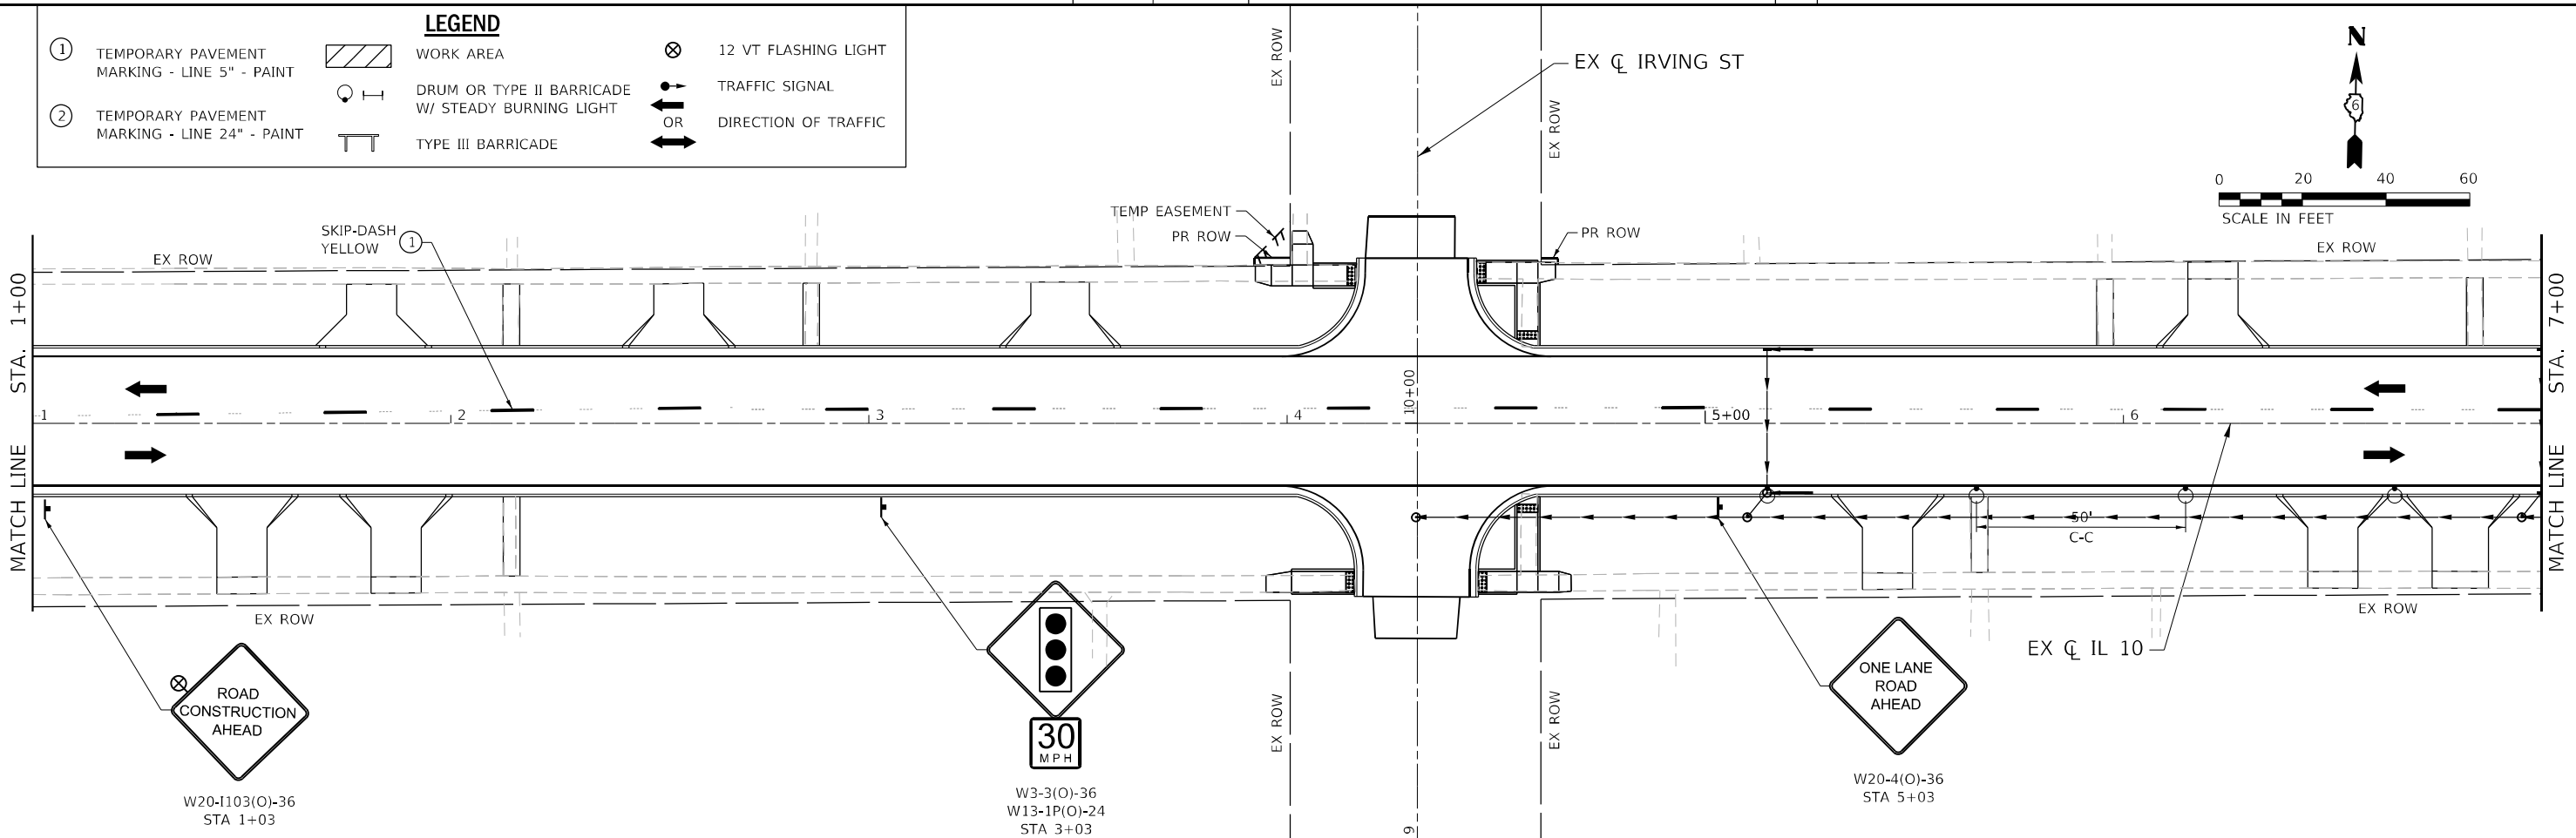 LEGEND
1 TEMPORARY PAVEMENT
MARKING - LINE 5" - PAINT
2 TEMPORARY PAVEMENT
MARKING - LINE 24" - PAINT
WORK AREA
DRUM OR TYPE II BARRICADE
W/ STEADY BURNING LIGHT
TYPE III BARRICADE
12 VT FLASHING LIGHT
TRAFFIC SIGNAL
OR
DIRECTION OF TRAFFIC
EX ROW
EX ROW
EX ℄ IRVING ST
N
6
0 20 40 60
SCALE IN FEET
SKIP-DASH
YELLOW 1
EX ROW
TEMP EASEMENT
PR ROW
PR ROW
EX ROW
MATCH LINE STA. 1+00
MATCH LINE STA. 7+00
1
2
3
4
10+00
5+00
6
50'
C-C
EX ROW
EX ROW
EX ROW
EX ROW
EX ℄ IL 10
9
ROAD
CONSTRUCTION
AHEAD
W20-I103(O)-36
STA 1+03
30
MPH
W3-3(O)-36
W13-1P(O)-24
STA 3+03
ONE LANE
ROAD
AHEAD
W20-4(O)-36
STA 5+03